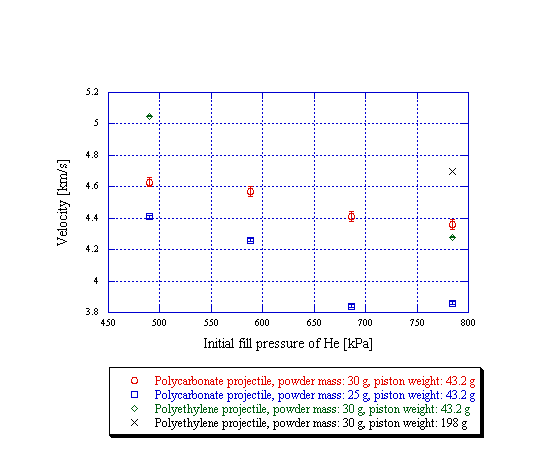 5.2
5
4.8
4.6
4.4
4.2
4
3.8
Velocity [km/s]
450 500 550 600 650 700 750 800
Initial fill pressure of He [kPa]
Polycarbonate projectile, powder mass: 30 g, piston weight: 43.2 g
Polycarbonate projectile, powder mass: 25 g, piston weight: 43.2 g
Polyethylene projectile, powder mass: 30 g, piston weight: 43.2 g
Polyethylene projectile, powder mass: 30 g, piston weight: 198 g